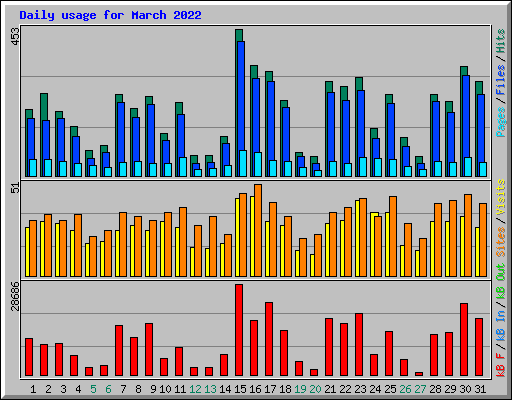 Daily usage for March 2022
453
Pages / Files / Hits
51
kB F / kB In / kB Out Sites / Visits
28686
1 2 3 4 5 6 7 8 9 10 11 12 13 14 15 16 17 18 19 20 21 22 23 24 25 26 27 28 29 30 31